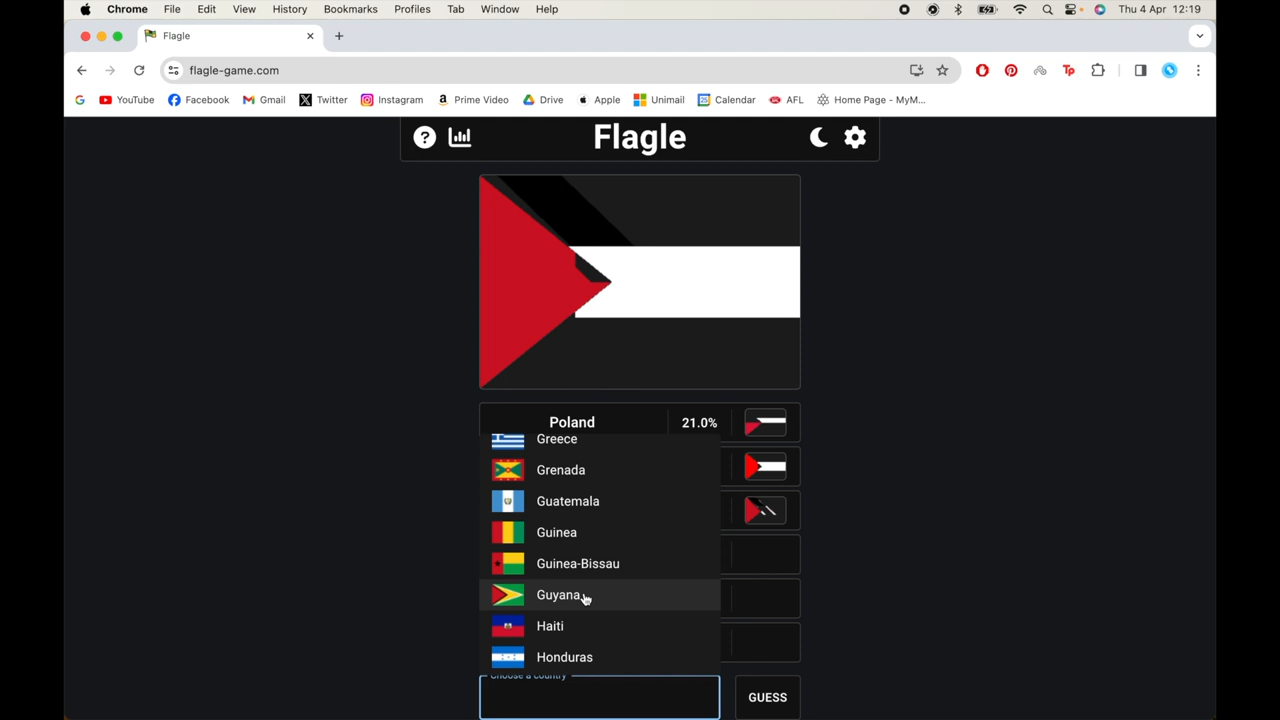 Chrome File Edit View History Bookmarks Profiles Tab Window Help Thu 4 Apr 12:19
Flagle
flagle-game.com
YouTube Facebook Gmail Twitter Instagram Prime Video Drive Apple Unimail Calendar AFL Home Page - MyM...
Flagle
Poland 21.0%
Greece
Grenada
Guatemala
Guinea
Guinea-Bissau
Guyana
Haiti
Honduras
Choose a country
GUESS